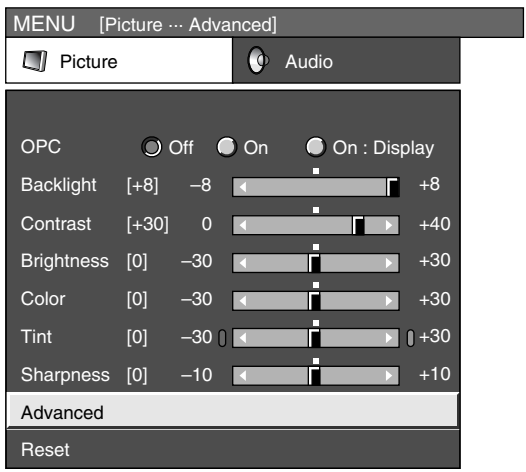 MENU [Picture ··· Advanced]
Picture Audio
OPC Off On On : Display
Backlight [+8] –8 +8
Contrast [+30] 0 +40
Brightness [0] –30 +30
Color [0] –30 +30
Tint [0] –30 +30
Sharpness [0] –10 +10
Advanced
Reset